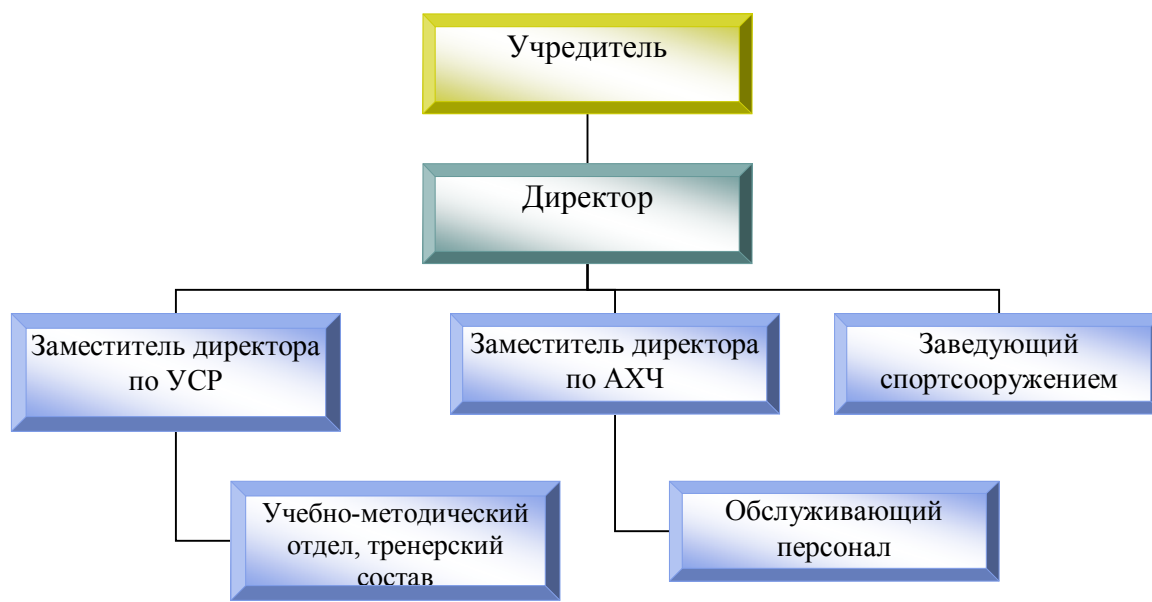 Учредитель
Директор
Заместитель директора
по УСР
Заместитель директора
по АХЧ
Заведующий
спортсооружением
Учебно-методический
отдел, тренерский
состав
Обслуживающий
персонал